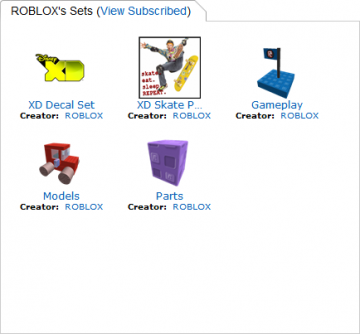 ROBLOX's Sets (View Subscribed)
XD
skate.
eat.
sleep.
REPEAT.
XD Decal Set
XD Skate P...
Gameplay
Creator: ROBLOX
Creator: ROBLOX
Creator: ROBLOX
Models
Parts
Creator: ROBLOX
Creator: ROBLOX